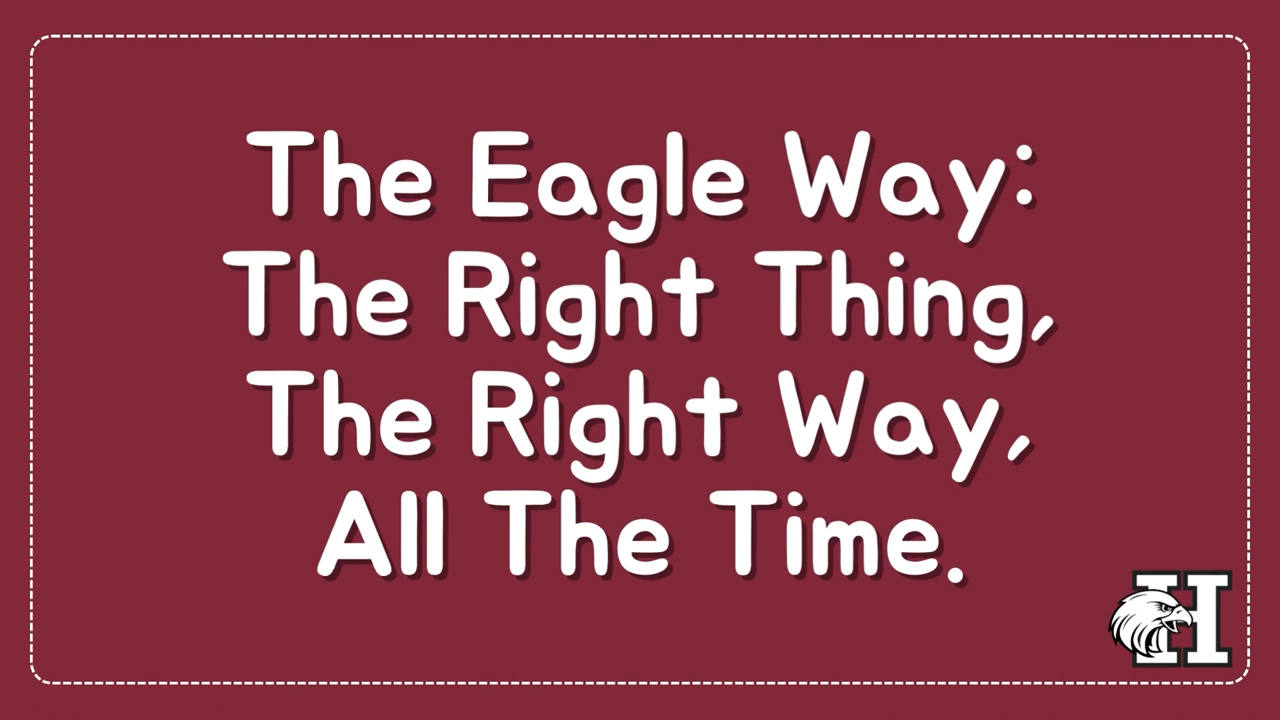 The Eagle Way:
The Right Thing,
The Right Way,
All The Time.
H